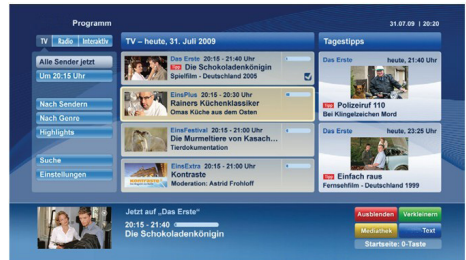 Programm
31.07.09 | 20:20
TV Radio Interaktiv
TV – heute, 31. Juli 2009
Tagestipps
Alle Sender jetzt
Um 20:15 Uhr
Nach Sendern
Nach Genre
Highlights
Suche
Einstellungen
Das Erste 20:15 - 21:40 Uhr
Tipp Die Schokoladenkönigin
Spielfilm - Deutschland 2005
EinsPlus 20:15 - 20:30 Uhr
Rainers Küchenklassiker
Omas Küche aus dem Osten
EinsFestival 20:15 - 21:00 Uhr
Die Murmeltiere von Kasach...
Tierdokumentation
EinsExtra 20:15 - 21:00 Uhr
Kontraste
Moderation: Astrid Frohloff
Das Erste heute, 21:40 Uhr
Tipp Polizeiruf 110
Bei Klingelzeichen Mord
Das Erste heute, 23:25 Uhr
Tipp Einfach raus
Fernsehfilm - Deutschland 1999
Jetzt auf „Das Erste“
20:15 - 21:40
Die Schokoladenkönigin
Ausblenden Verkleinern
Mediathek Text
Startseite: 0-Taste